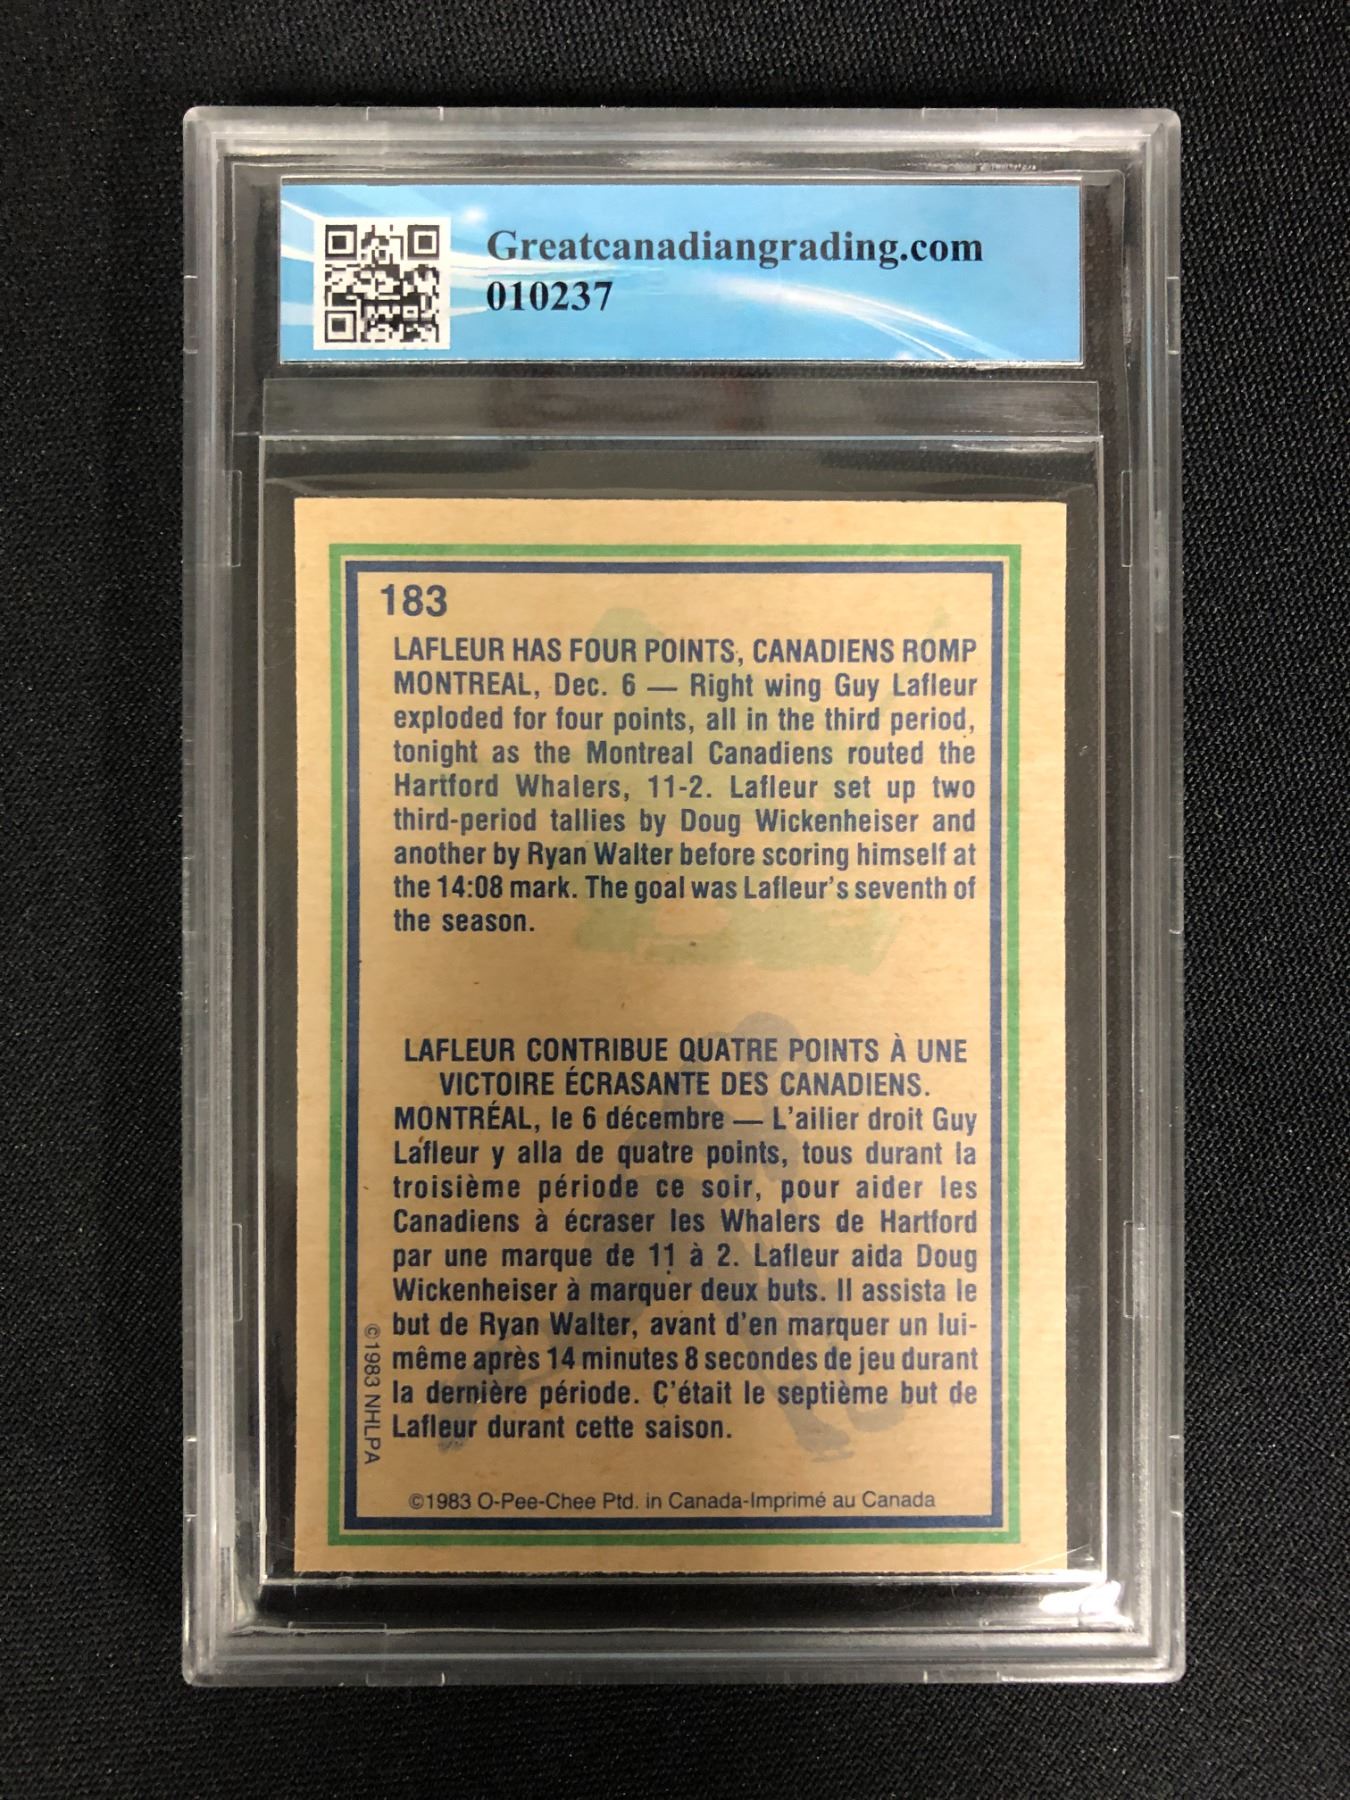 Greatcanadiangrading.com
010237
183
LAFLEUR HAS FOUR POINTS, CANADIENS ROMP
MONTREAL, Dec. 6 — Right wing Guy Lafleur
exploded for four points, all in the third period,
tonight as the Montreal Canadiens routed the
Hartford Whalers, 11-2. Lafleur set up two
third-period tallies by Doug Wickenheiser and
another by Ryan Walter before scoring himself at
the 14:08 mark. The goal was Lafleur's seventh of
the season.
LAFLEUR CONTRIBUE QUATRE POINTS À UNE
VICTOIRE ÉCRASANTE DES CANADIENS.
MONTRÉAL, le 6 décembre — L'ailier droit Guy
Lafleur y alla de quatre points, tous durant la
troisième période ce soir, pour aider les
Canadiens à écraser les Whalers de Hartford
par une marque de 11 à 2. Lafleur aida Doug
Wickenheiser à marquer deux buts. Il assista le
but de Ryan Walter, avant d'en marquer un lui-
même après 14 minutes 8 secondes de jeu durant
la dernière période. C'était le septième but de
Lafleur durant cette saison.
©1983 NHLPA
©1983 O-Pee-Chee Ptd. in Canada-Imprimé au Canada